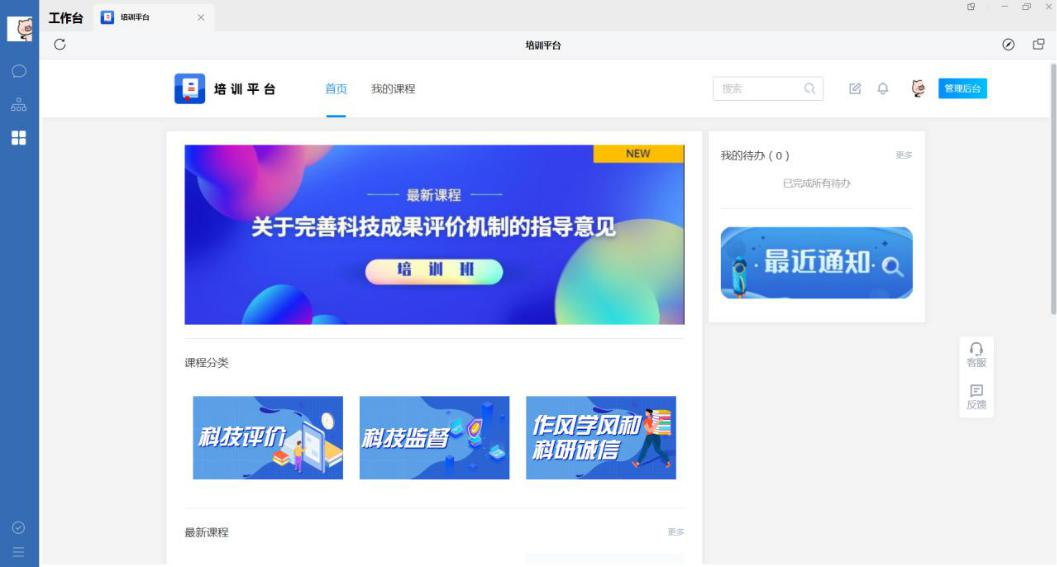 工作台
培训平台
培训平台
培训平台
首页
我的课程
搜索
管理后台
NEW
最新课程
关于完善科技成果评价机制的指导意见
培 训 班
我的待办 ( 0 )
更多
已完成所有待办
·最近通知·
课程分类
科技评价
科技监督
作风学风和
科研诚信
客服
反馈
最新课程
更多